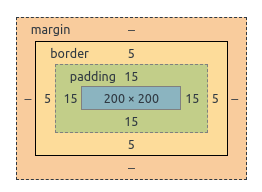 margin –
border 5
padding 15
– 5 15 200 × 200 15 5 –
15
5
–